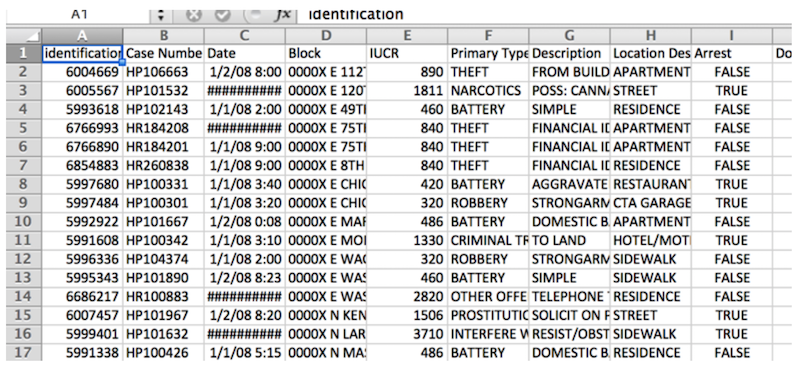 A1 fx identification
A B C D E F G H I
1 identification Case Numbe Date Block IUCR Primary Type Description Location Des Arrest Do
2 6004669 HP106663 1/2/08 8:00 0000X E 112T 890 THEFT FROM BUILD APARTMENT FALSE
3 6005567 HP101532 ########## 0000X E 120T 1811 NARCOTICS POSS: CANNA STREET TRUE
4 5993618 HP102143 1/1/08 2:00 0000X E 49TH 460 BATTERY SIMPLE RESIDENCE FALSE
5 6766993 HR184208 ########## 0000X E 75TH 840 THEFT FINANCIAL ID APARTMENT FALSE
6 6766890 HR184201 1/1/08 9:00 0000X E 75TH 840 THEFT FINANCIAL ID APARTMENT FALSE
7 6854883 HR260838 1/1/08 9:00 0000X E 8TH 840 THEFT FINANCIAL ID RESIDENCE FALSE
8 5997680 HP100331 1/1/08 3:40 0000X E CHIC 420 BATTERY AGGRAVATE RESTAURANT TRUE
9 5997484 HP100301 1/1/08 3:20 0000X E CHIC 320 ROBBERY STRONGARM CTA GARAGE TRUE
10 5992922 HP101667 1/2/08 0:08 0000X E MAR 486 BATTERY DOMESTIC B APARTMENT FALSE
11 5991608 HP100342 1/1/08 3:10 0000X E MO 1330 CRIMINAL TR TO LAND HOTEL/MOT TRUE
12 5996336 HP104374 1/1/08 2:00 0000X E WAC 320 ROBBERY STRONGARM SIDEWALK FALSE
13 5995343 HP101890 1/2/08 8:23 0000X E WAS 460 BATTERY SIMPLE SIDEWALK FALSE
14 6686217 HR100883 ########## 0000X E WAS 2820 OTHER OFFE TELEPHONE RESIDENCE FALSE
15 6007457 HP101967 1/2/08 8:20 0000X N KEN 1506 PROSTITUTIO SOLICIT ON P STREET TRUE
16 5999401 HP101632 ########## 0000X N LAR 3710 INTERFERE W RESIST/OBST SIDEWALK TRUE
17 5991338 HP100426 1/1/08 5:15 0000X N MA 486 BATTERY DOMESTIC B RESIDENCE FALSE